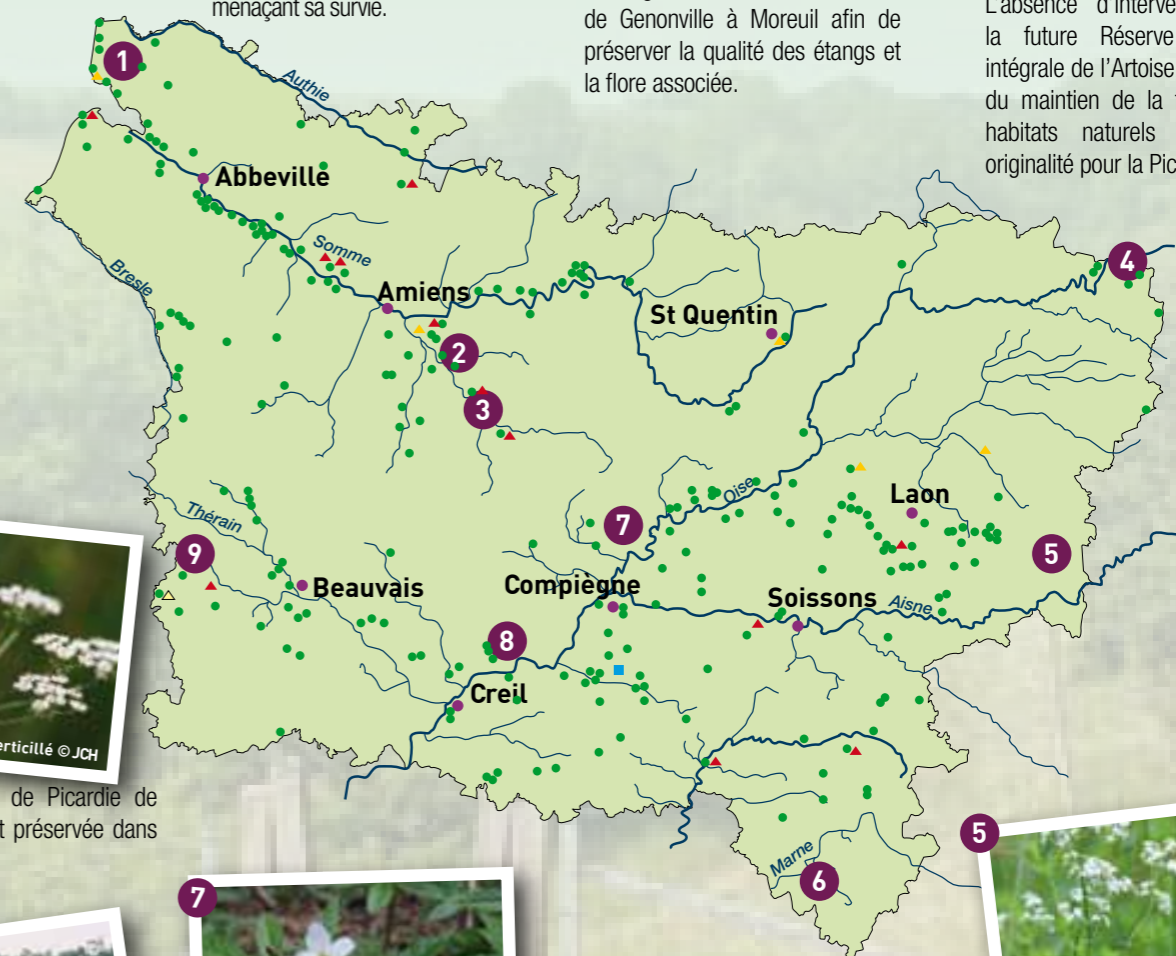 menaçant sa survie.
de Genonville à Moreuil afin de
préserver la qualité des étangs et
la flore associée.
la future Réserve
intégrale de l'Artoise
du maintien de la
habitats naturels
originalité pour la
1
Authie
Abbeville
Somme
Bresle
Amiens
St Quentin
4
2
3
Oise
Laon
Thérain
7
5
9
Beauvais
Compiègne
Soissons
Aisne
8
Creil
erticillé © JCH
de Picardie de
préservée dans
Marne
6
5
7